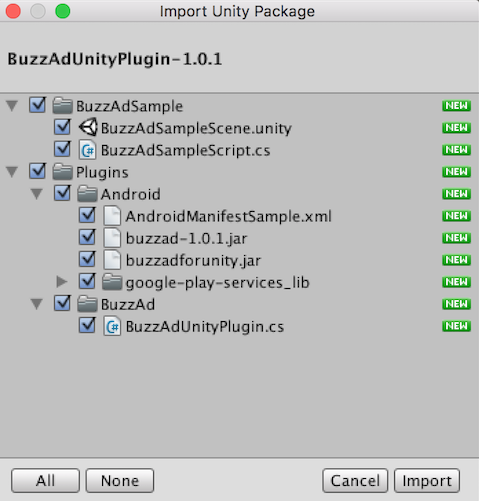 Import Unity Package
BuzzAdUnityPlugin-1.0.1
BuzzAdSample NEW
BuzzAdSampleScene.unity NEW
BuzzAdSampleScript.cs NEW
Plugins NEW
Android NEW
AndroidManifestSample.xml NEW
buzzad-1.0.1.jar NEW
buzzadforunity.jar NEW
google-play-services_lib NEW
BuzzAd NEW
C# BuzzAdUnityPlugin.cs NEW
All None Cancel Import